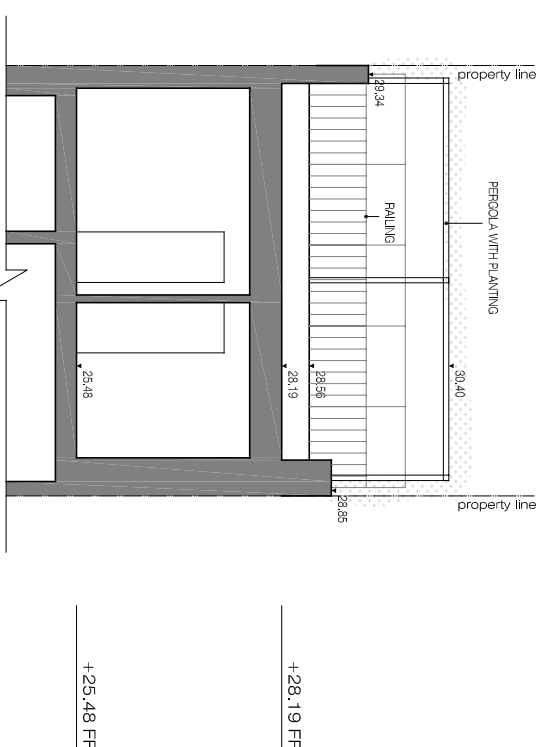 property line
29.34
PERGOLA WITH PLANTING
RAILING
30.40
28.56
28.19
25.48
28.85
property line
+28.19 FF
+25.48 FF